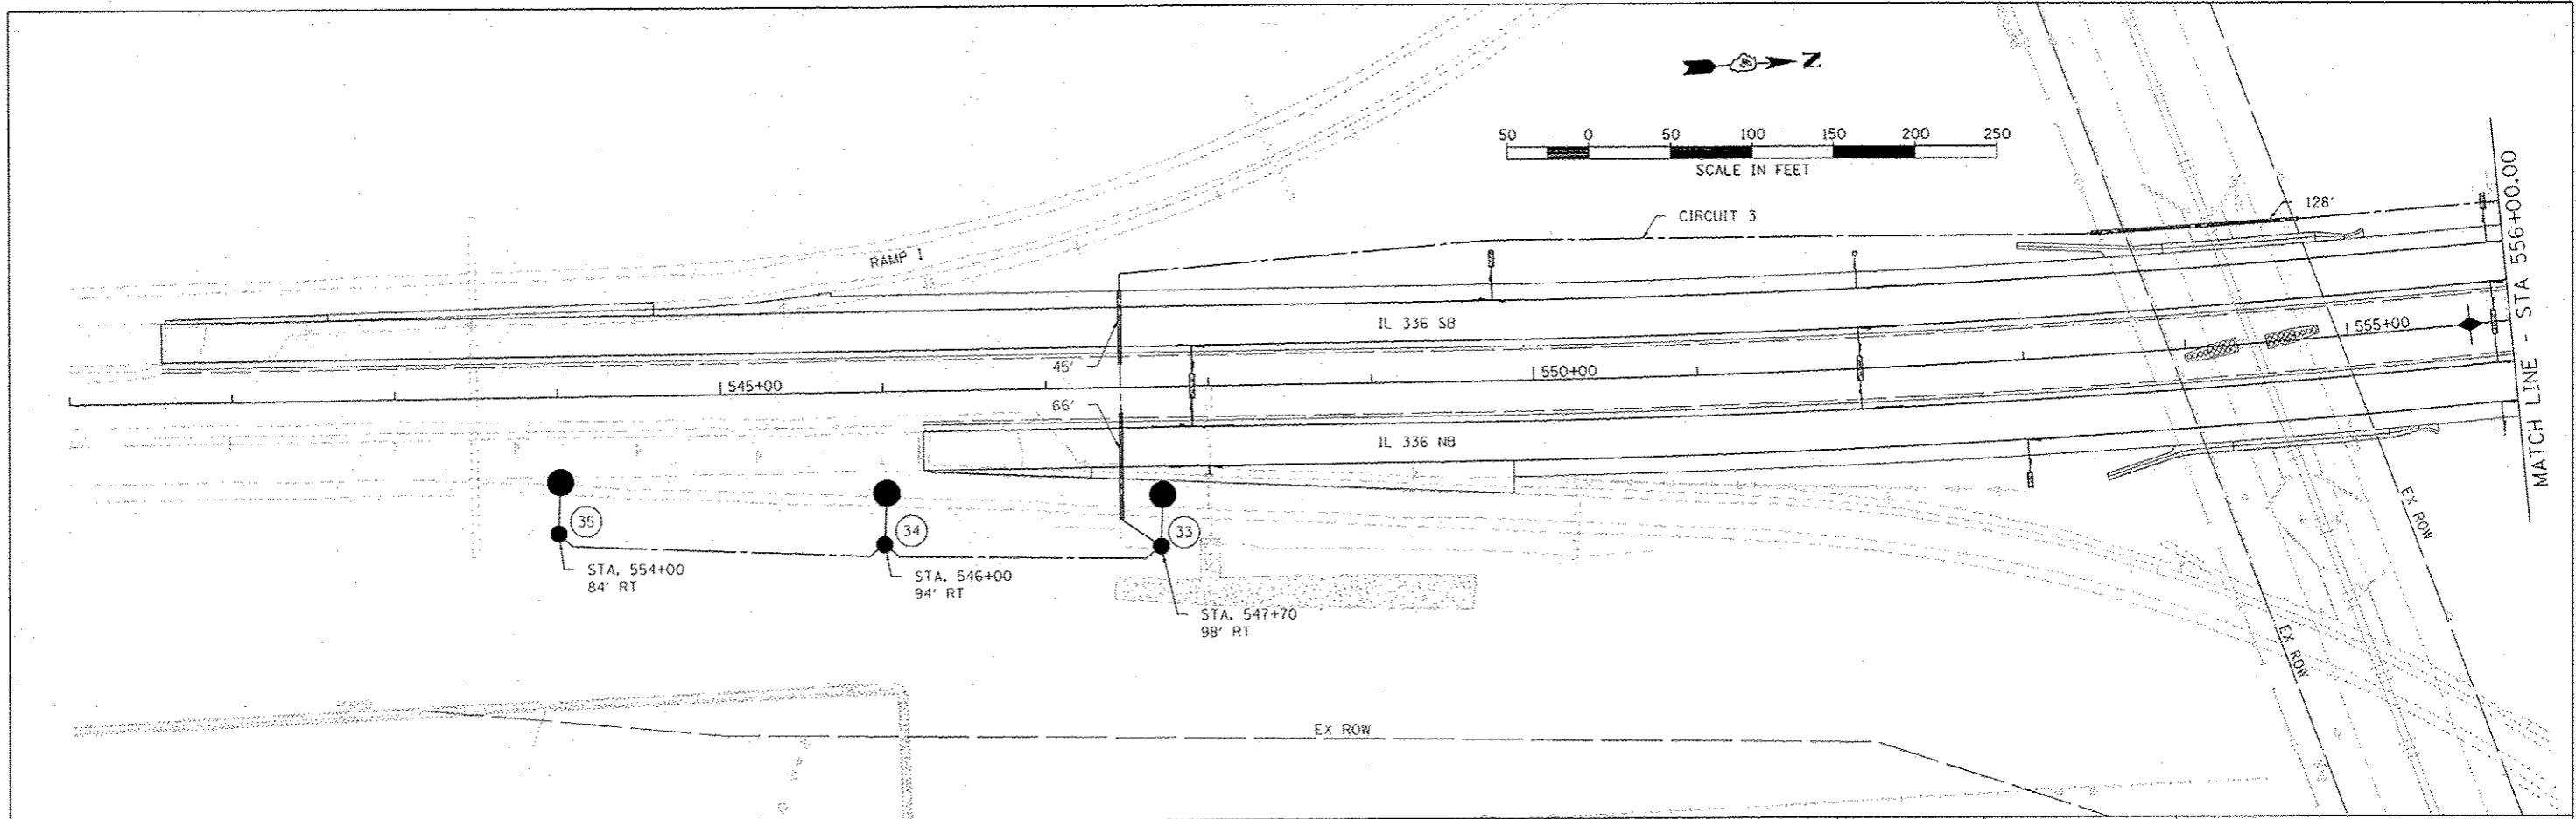 N
50 0 50 100 150 200 250
SCALE IN FEET
MATCH LINE - STA 556+00.00
128'
CIRCUIT 3
RAMP I
IL 336 SB
555+00
45'
550+00
545+00
66'
IL 336 NB
35
34
33
STA. 554+00
84' RT
STA. 546+00
94' RT
STA. 547+70
98' RT
EX ROW
EX ROW
EX ROW